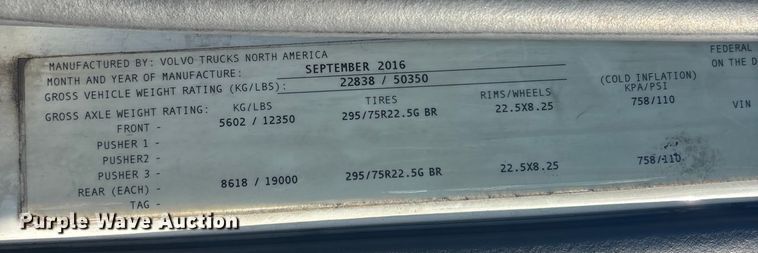 MANUFACTURED BY: VOLVO TRUCKS NORTH AMERICA
FEDERAL
MONTH AND YEAR OF MANUFACTURE: SEPTEMBER 2016
ON THE D
GROSS VEHICLE WEIGHT RATING (KG/LBS): 22838 / 50350
(COLD INFLATION)
GROSS AXLE WEIGHT RATING: KG/LBS TIRES RIMS/WHEELS KPA/PSI
FRONT - 5602 / 12350 295/75R22.5G BR 22.5X8.25 758/110 VIN
PUSHER 1 -
PUSHER2 -
PUSHER 3 -
REAR (EACH) - 8618 / 19000 295/75R22.5G BR 22.5X8.25 758/110
TAG -
Purple Wave Auction